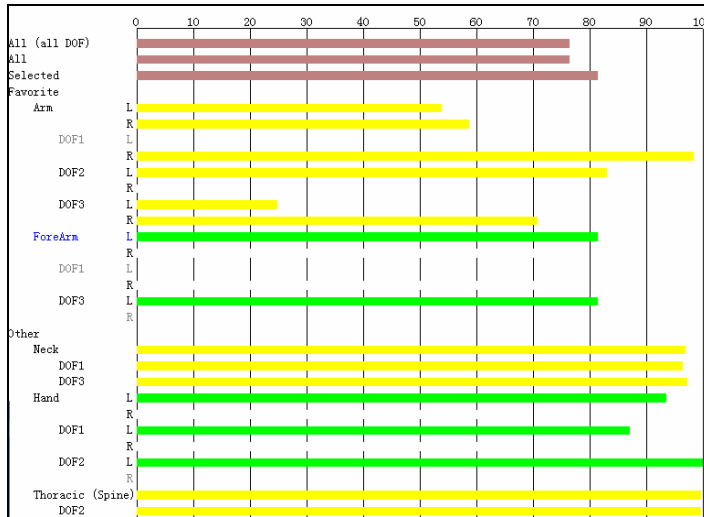 0 10 20 30 40 50 60 70 80 90 100
All (all DOF)
All
Selected
Favorite
Arm L
R
DOF1 L
R
DOF2 L
R
DOF3 L
R
ForeArm L
R
DOF1 L
R
DOF3 L
R
Other
Neck
DOF1
DOF3
Hand L
R
DOF1 L
R
DOF2 L
R
Thoracic (Spine)
DOF2